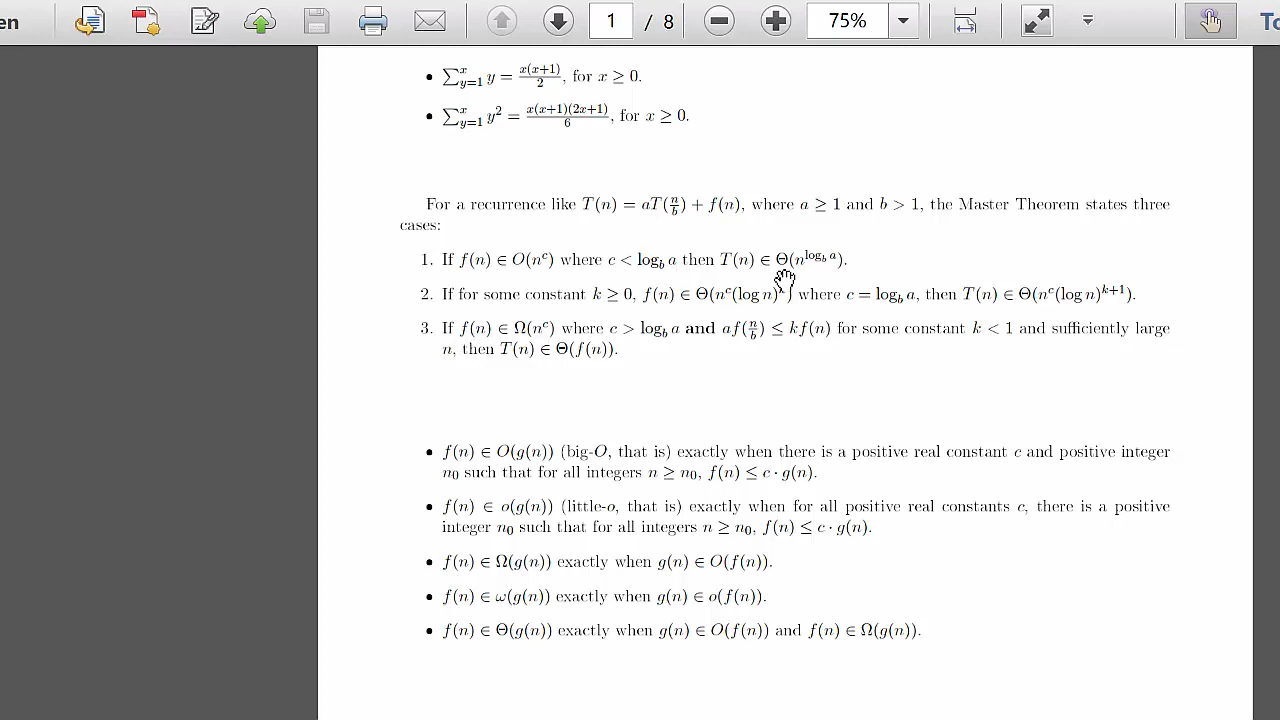 en 1 / 8 75% To
• ∑_{y=1}^{x} y = x(x+1)/2, for x ≥ 0.
• ∑_{y=1}^{x} y² = x(x+1)(2x+1)/6, for x ≥ 0.
For a recurrence like T(n) = aT(n/b) + f(n), where a ≥ 1 and b > 1, the Master Theorem states three
cases:
1. If f(n) ∈ O(n^c) where c < log_b a then T(n) ∈ Θ(n^{log_b a}).
2. If for some constant k ≥ 0, f(n) ∈ Θ(n^c(log n) ) where c = log_b a, then T(n) ∈ Θ(n^c(log n)^{k+1}).
3. If f(n) ∈ Ω(n^c) where c > log_b a and af(n/b) ≤ kf(n) for some constant k < 1 and sufficiently large
n, then T(n) ∈ Θ(f(n)).
• f(n) ∈ O(g(n)) (big-O, that is) exactly when there is a positive real constant c and positive integer
n₀ such that for all integers n ≥ n₀, f(n) ≤ c · g(n).
• f(n) ∈ o(g(n)) (little-o, that is) exactly when for all positive real constants c, there is a positive
integer n₀ such that for all integers n ≥ n₀, f(n) ≤ c · g(n).
• f(n) ∈ Ω(g(n)) exactly when g(n) ∈ O(f(n)).
• f(n) ∈ ω(g(n)) exactly when g(n) ∈ o(f(n)).
• f(n) ∈ Θ(g(n)) exactly when g(n) ∈ O(f(n)) and f(n) ∈ Ω(g(n)).